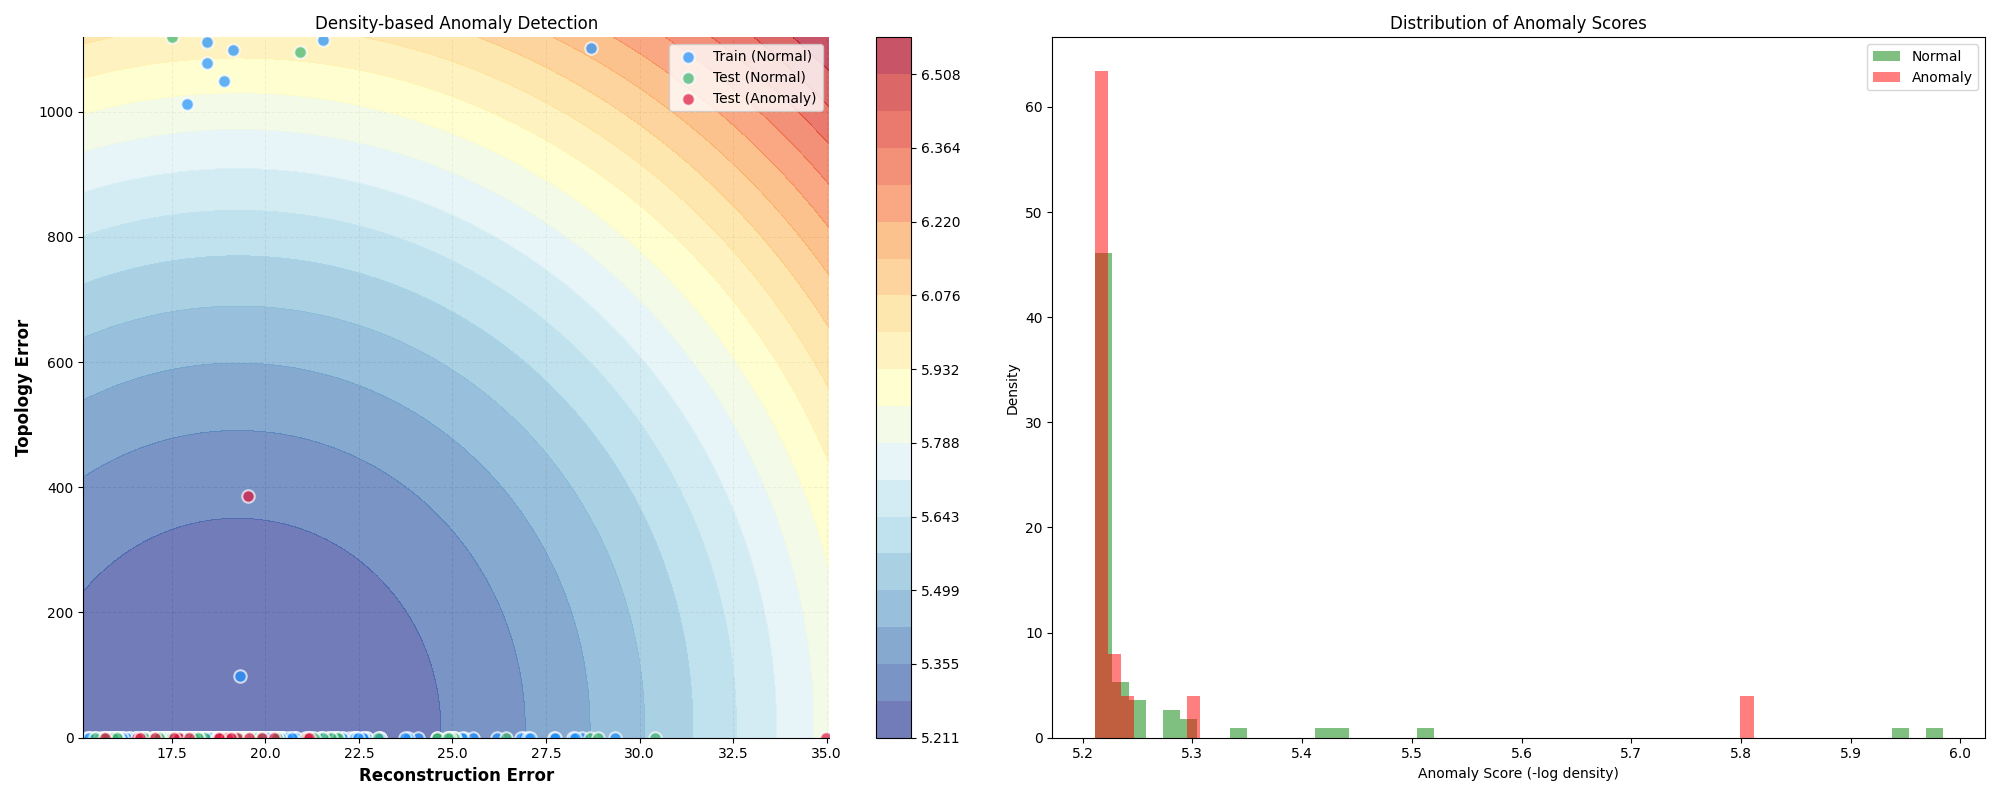 Density-based Anomaly Detection
Train (Normal)
Test (Normal)
Test (Anomaly)
Topology Error
1000
800
600
400
200
0
17.5 20.0 22.5 25.0 27.5 30.0 32.5 35.0
Reconstruction Error
6.508
6.364
6.220
6.076
5.932
5.788
5.643
5.499
5.355
5.211
Distribution of Anomaly Scores
Normal
Anomaly
Density
60
50
40
30
20
10
0
5.2 5.3 5.4 5.5 5.6 5.7 5.8 5.9 6.0
Anomaly Score (-log density)